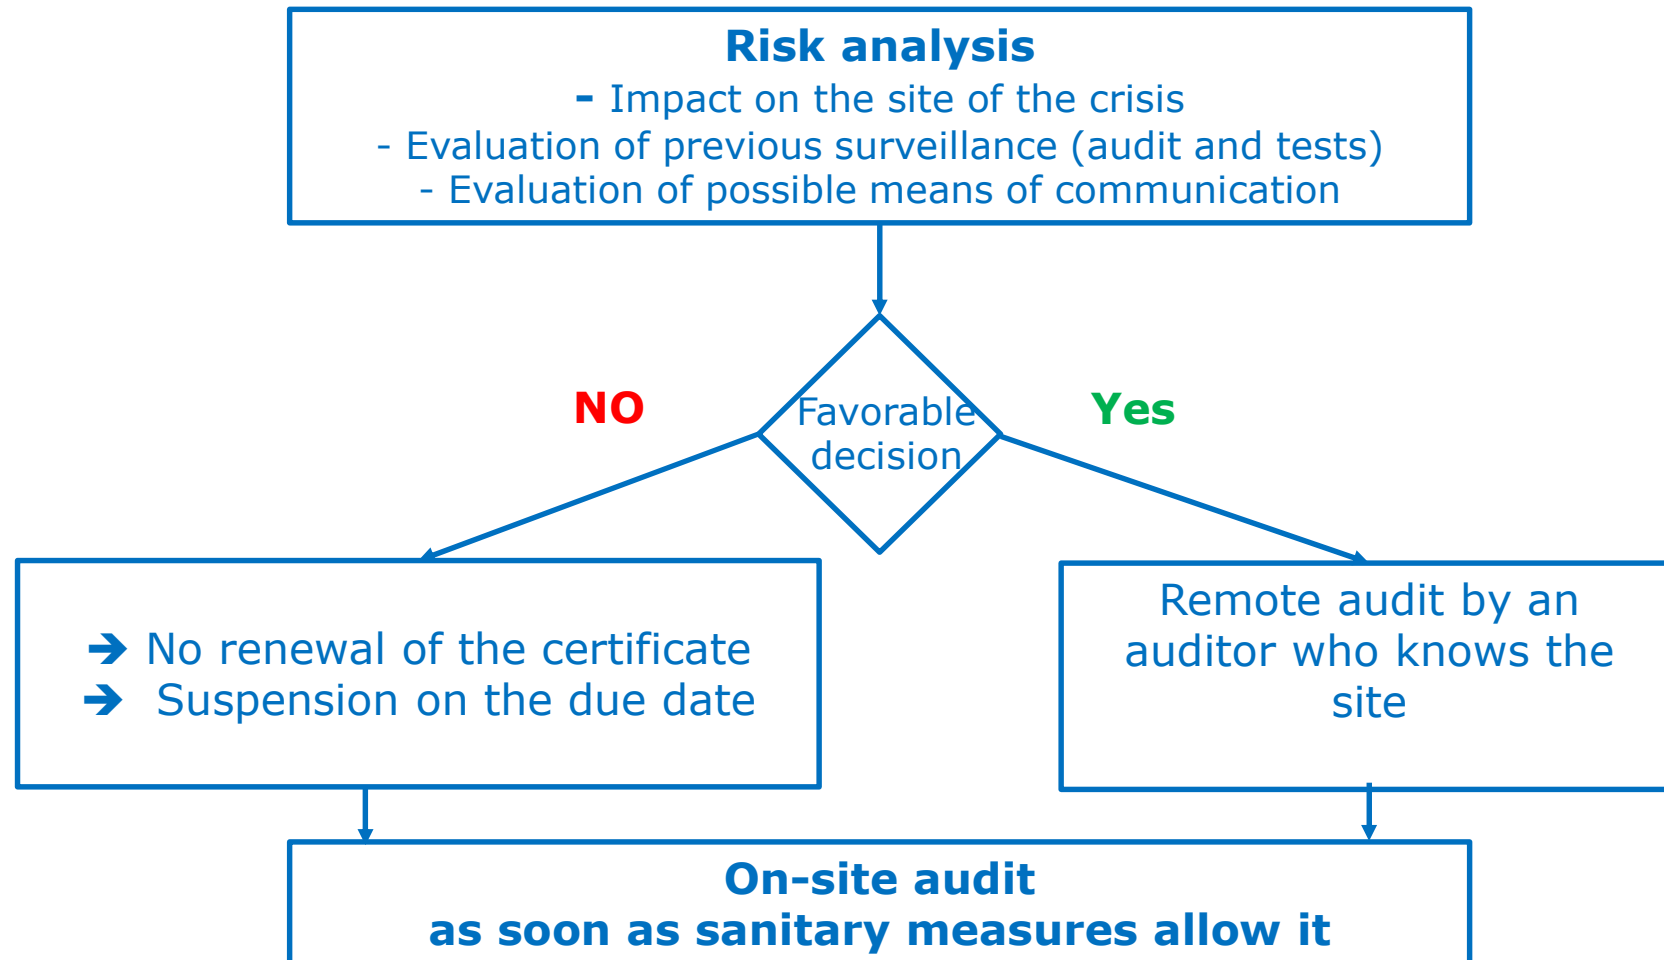 Risk analysis
- Impact on the site of the crisis
- Evaluation of previous surveillance (audit and tests)
- Evaluation of possible means of communication
NO
Favorable
decision
Yes
➔ No renewal of the certificate
➔ Suspension on the due date
Remote audit by an
auditor who knows the
site
On-site audit
as soon as sanitary measures allow it